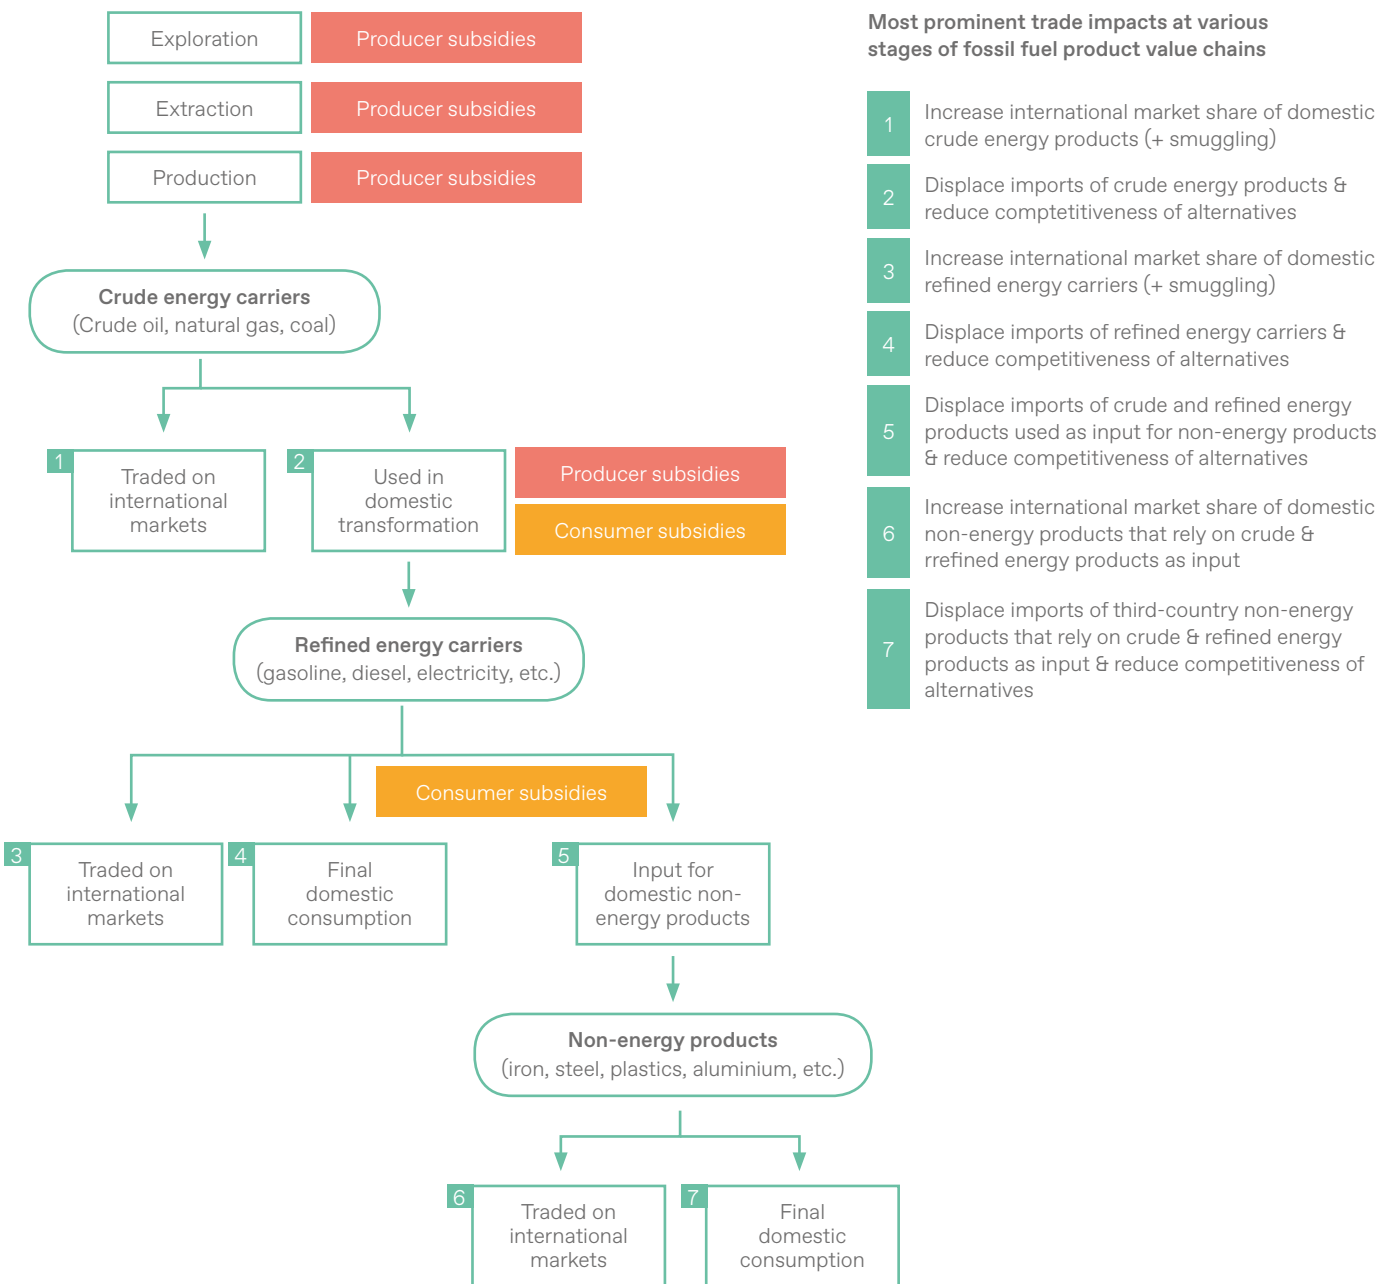 Exploration
Producer subsidies
Extraction
Producer subsidies
Production
Producer subsidies
Crude energy carriers
(Crude oil, natural gas, coal)
1
Traded on
international
markets
2
Used in
domestic
transformation
Producer subsidies
Consumer subsidies
Refined energy carriers
(gasoline, diesel, electricity, etc.)
Consumer subsidies
3
Traded on
international
markets
4
Final
domestic
consumption
5
Input for
domestic non-
energy products
Non-energy products
(iron, steel, plastics, aluminium, etc.)
6
Traded on
international
markets
7
Final
domestic
consumption
Most prominent trade impacts at various
stages of fossil fuel product value chains
1
Increase international market share of domestic
crude energy products (+ smuggling)
2
Displace imports of crude energy products &
reduce comptetitiveness of alternatives
3
Increase international market share of domestic
refined energy carriers (+ smuggling)
4
Displace imports of refined energy carriers &
reduce competitiveness of alternatives
5
Displace imports of crude and refined energy
products used as input for non-energy products
& reduce competitiveness of alternatives
6
Increase international market share of domestic
non-energy products that rely on crude &
rrefined energy products as input
7
Displace imports of third-country non-energy
products that rely on crude & refined energy
products as input & reduce competitiveness of
alternatives